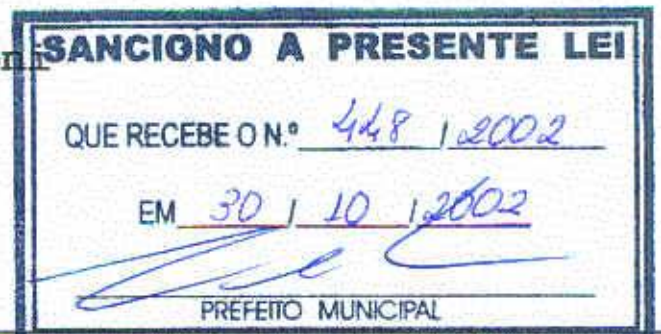 SANCIONO A PRESENTE LEI
QUE RECEBE O N.º 448 / 2002
EM 30 / 10 / 2002
PREFEITO MUNICIPAL